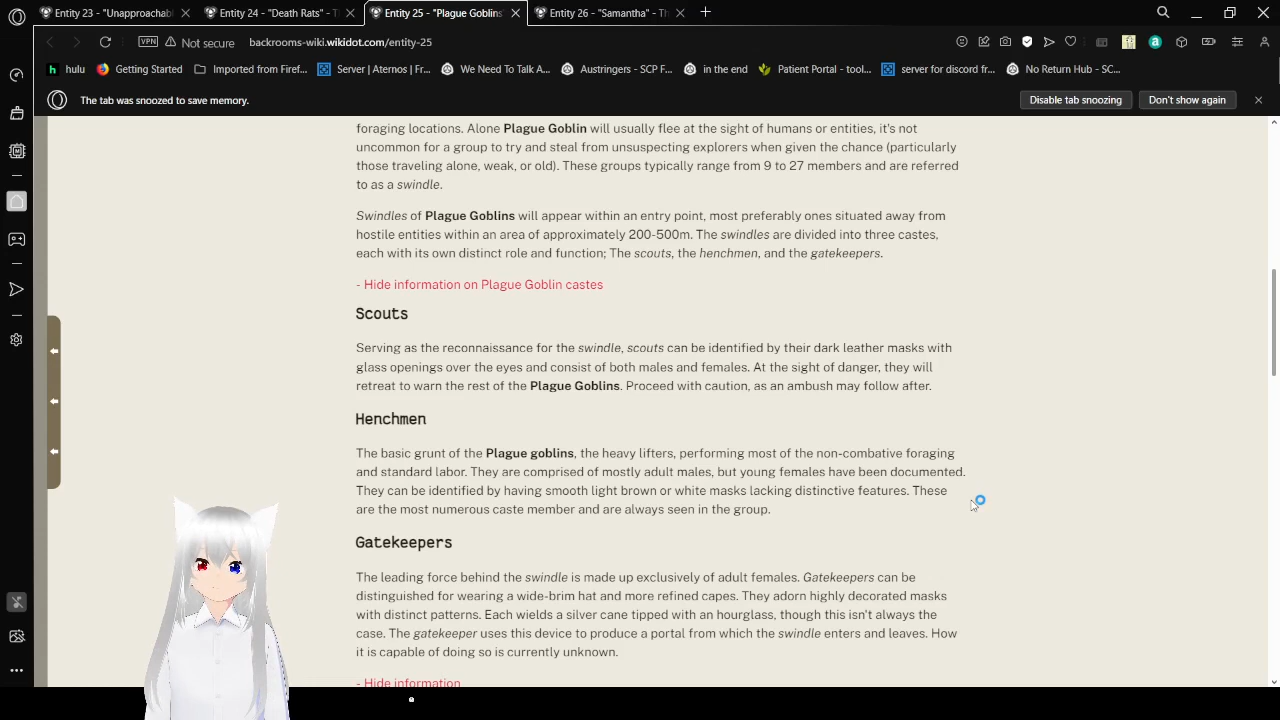 Entity 23 - "Unapproachabl
Entity 24 - "Death Rats" - T
Entity 25 - "Plague Goblins"
Entity 26 - "Samantha" - Th
VPN
Not secure
backrooms-wiki.wikidot.com/entity-25
hulu
Getting Started
Imported from Firef...
Server | Aternos | Fr...
We Need To Talk A...
Austringers - SCP F...
in the end
Patient Portal - tool...
server for discord fr...
No Return Hub - SC...
The tab was snoozed to save memory.
Disable tab snoozing
Don't show again
foraging locations. Alone Plague Goblin will usually flee at the sight of humans or entities, it's not
uncommon for a group to try and steal from unsuspecting explorers when given the chance (particularly
those traveling alone, weak, or old). These groups typically range from 9 to 27 members and are referred
to as a swindle.
Swindles of Plague Goblins will appear within an entry point, most preferably ones situated away from
hostile entities within an area of approximately 200-500m. The swindles are divided into three castes,
each with its own distinct role and function; The scouts, the henchmen, and the gatekeepers.
- Hide information on Plague Goblin castes
Scouts
Serving as the reconnaissance for the swindle, scouts can be identified by their dark leather masks with
glass openings over the eyes and consist of both males and females. At the sight of danger, they will
retreat to warn the rest of the Plague Goblins. Proceed with caution, as an ambush may follow after.
Henchmen
The basic grunt of the Plague goblins, the heavy lifters, performing most of the non-combative foraging
and standard labor. They are comprised of mostly adult males, but young females have been documented.
They can be identified by having smooth light brown or white masks lacking distinctive features. These
are the most numerous caste member and are always seen in the group.
Gatekeepers
The leading force behind the swindle is made up exclusively of adult females. Gatekeepers can be
distinguished for wearing a wide-brim hat and more refined capes. They adorn highly decorated masks
with distinct patterns. Each wields a silver cane tipped with an hourglass, though this isn't always the
case. The gatekeeper uses this device to produce a portal from which the swindle enters and leaves. How
it is capable of doing so is currently unknown.
- Hide information